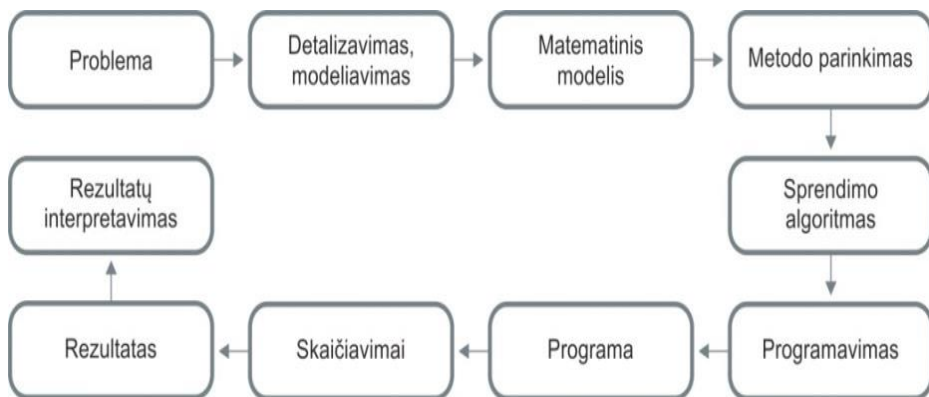 Problema
Detalizavimas,
modeliavimas
Matematinis
modelis
Metodo parinkimas
Sprendimo
algoritmas
Programavimas
Programa
Skaičiavimai
Rezultatas
Rezultatų
interpretavimas